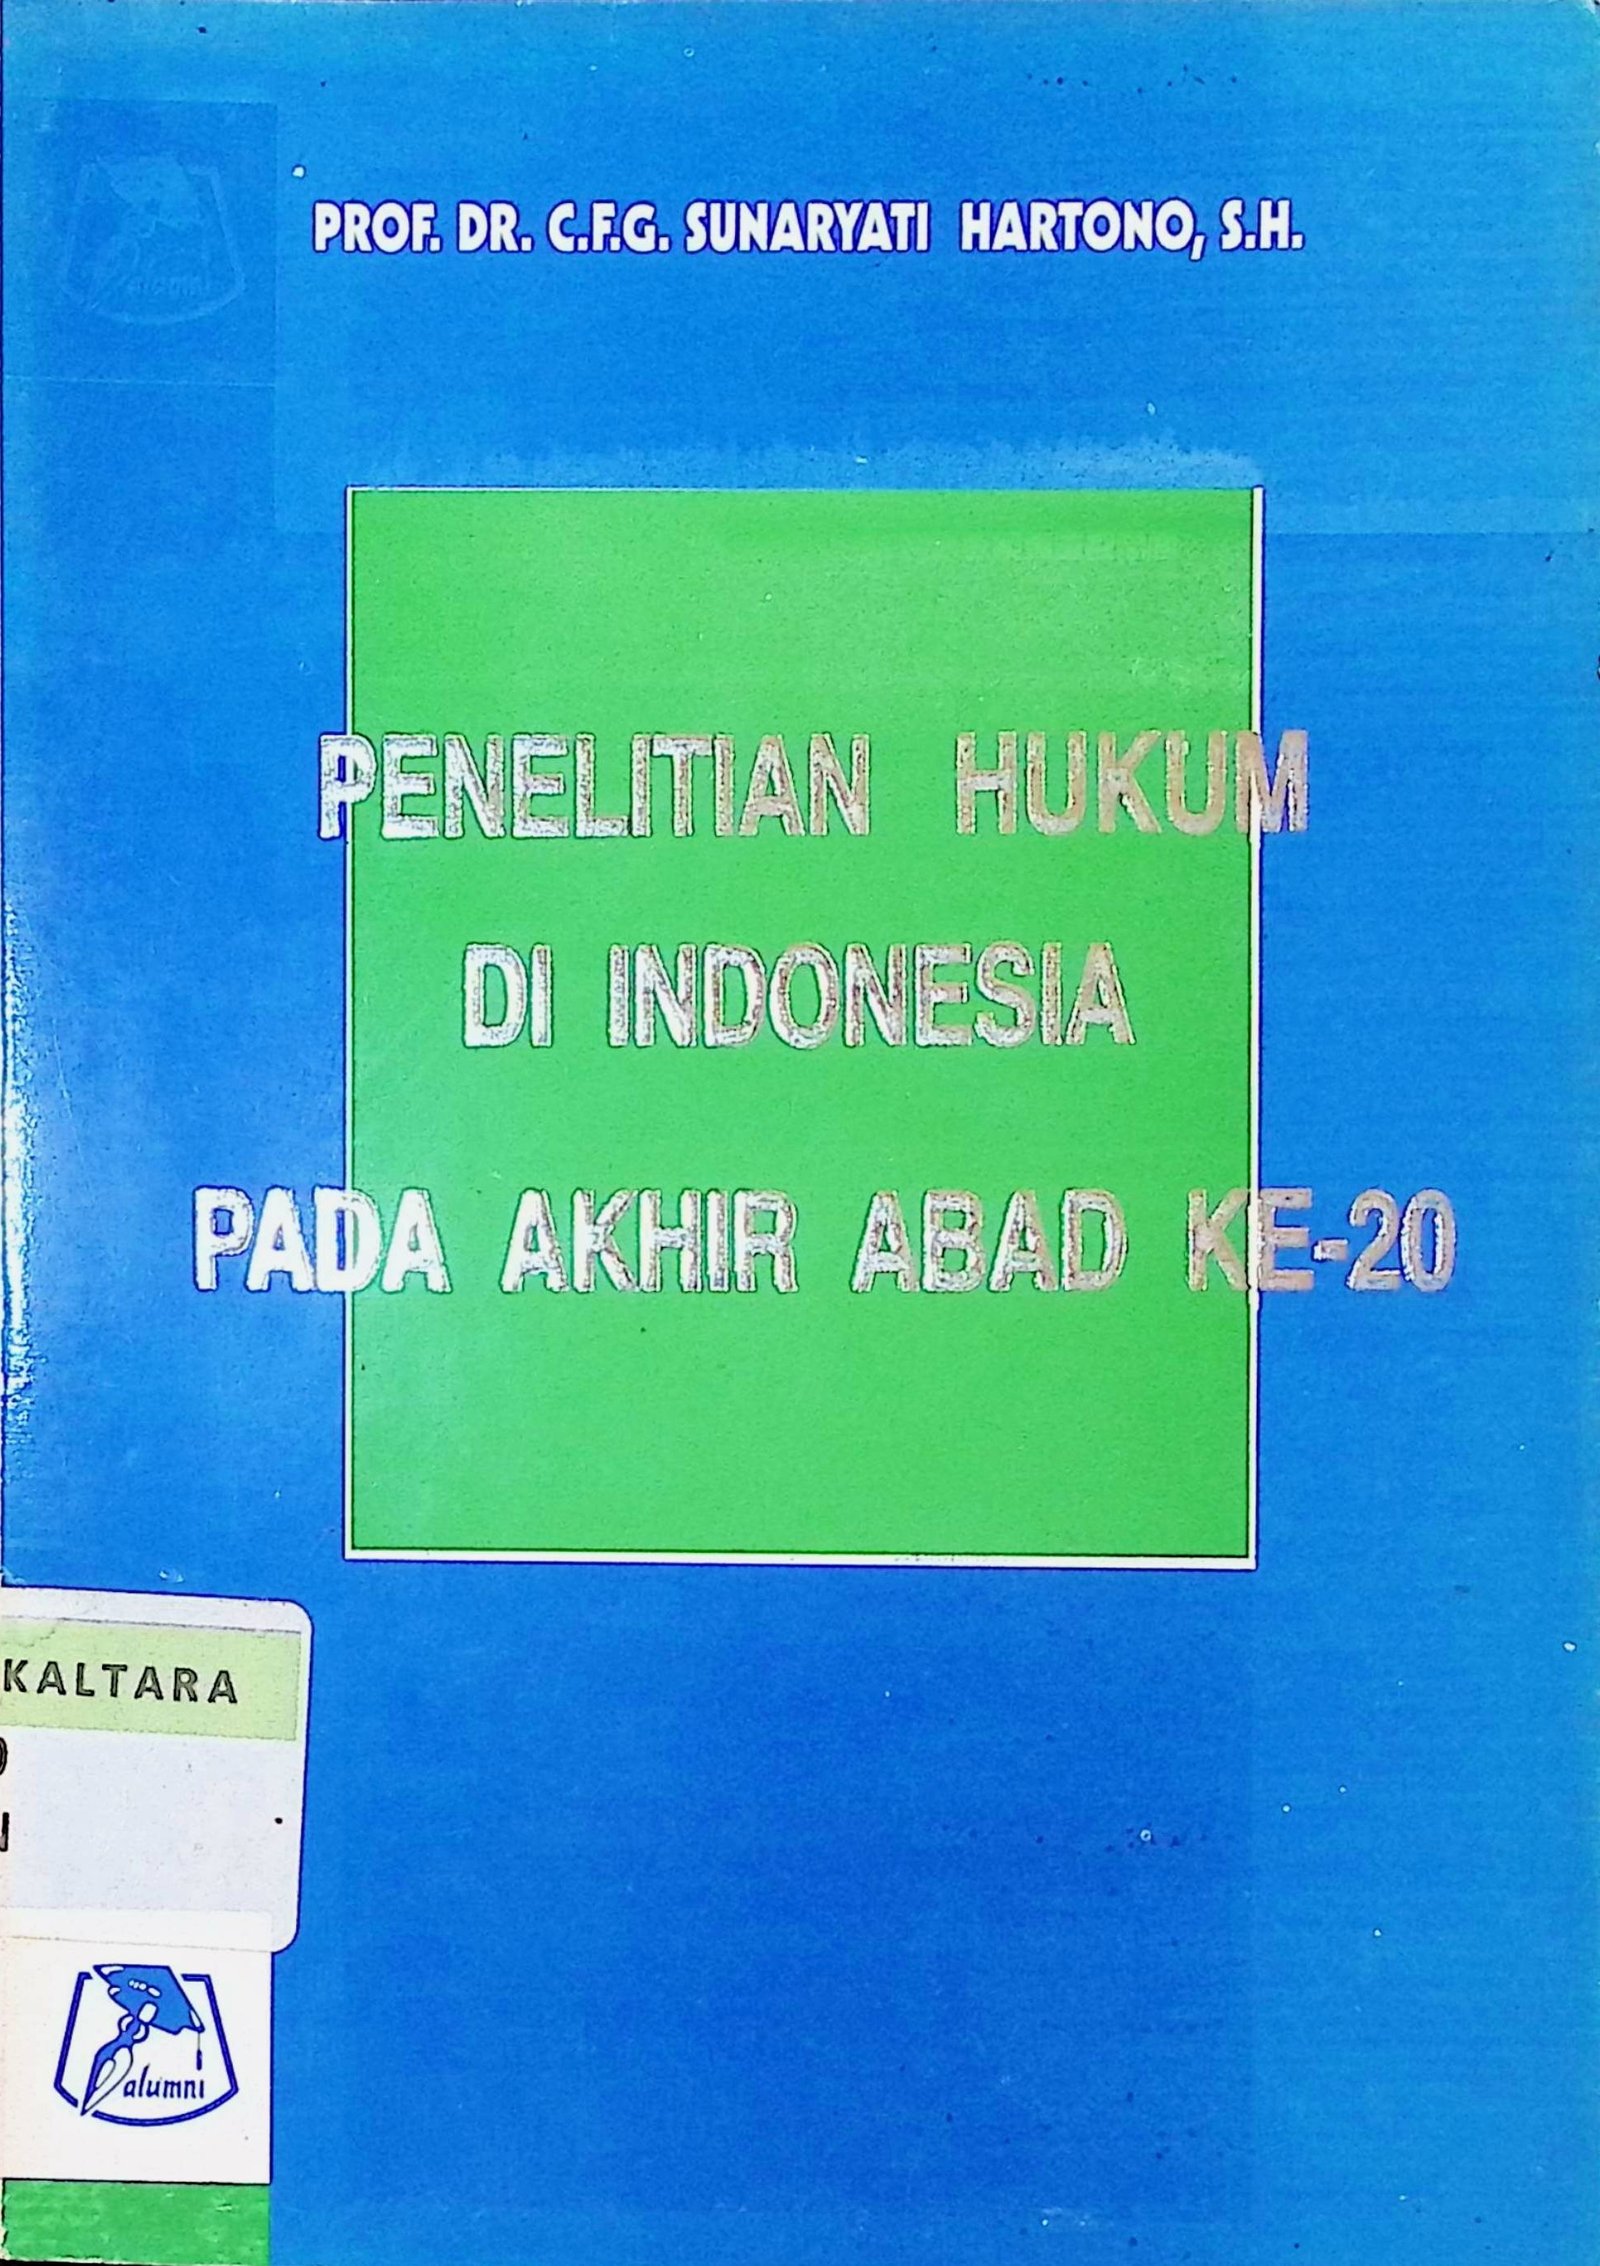 PROF. DR. C.F.G. SUNARYATI HARTONO, S.H.
PENELITIAN HUKUM
DI INDONESIA
PADA AKHIR ABAD KE-20
KALTARA
alumni